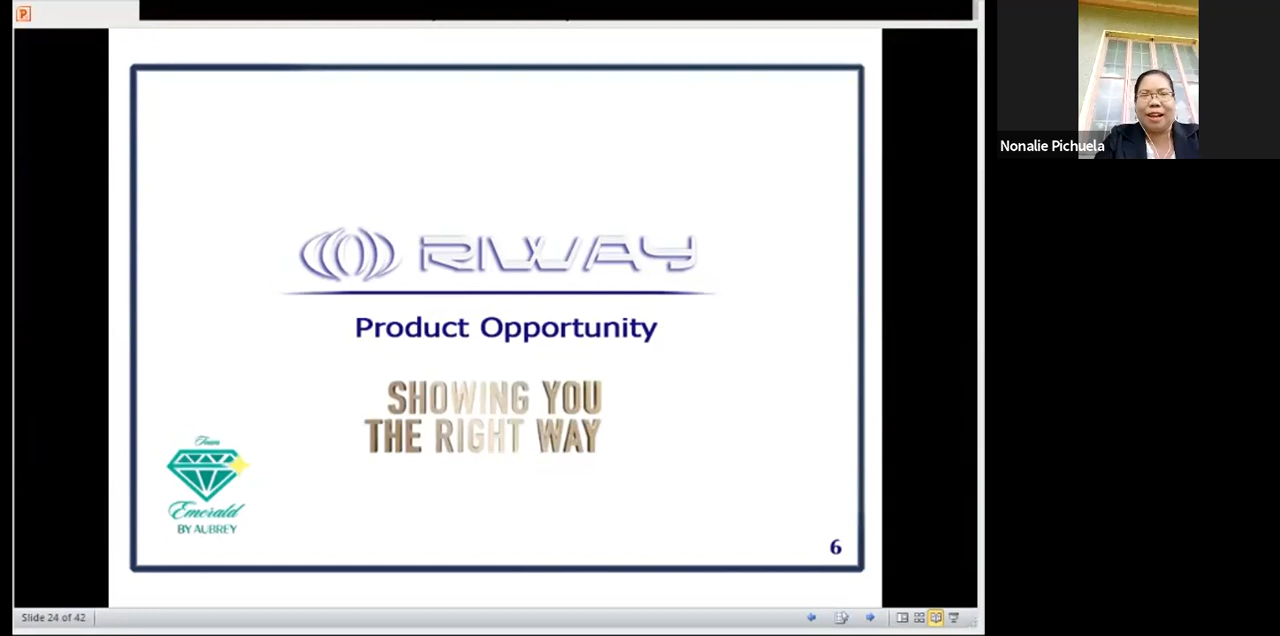 RIWAY
Product Opportunity
SHOWING YOU
THE RIGHT WAY
Team
Emerald
BY AUBREY
6
Slide 24 of 42
Nonalie Pichuela